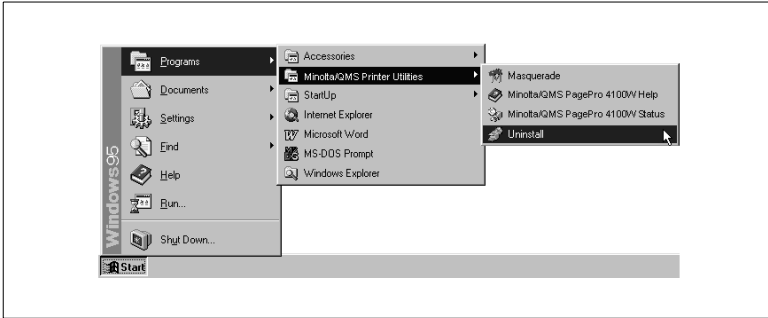 Programs
Documents
Settings
Find
Help
Run...
Shut Down...
Windows95
Start
Accessories
Minolta/QMS Printer Utilities
StartUp
Internet Explorer
Microsoft Word
MS-DOS Prompt
Windows Explorer
Masquerade
Minolta/QMS PagePro 4100W Help
Minolta/QMS PagePro 4100W Status
Uninstall